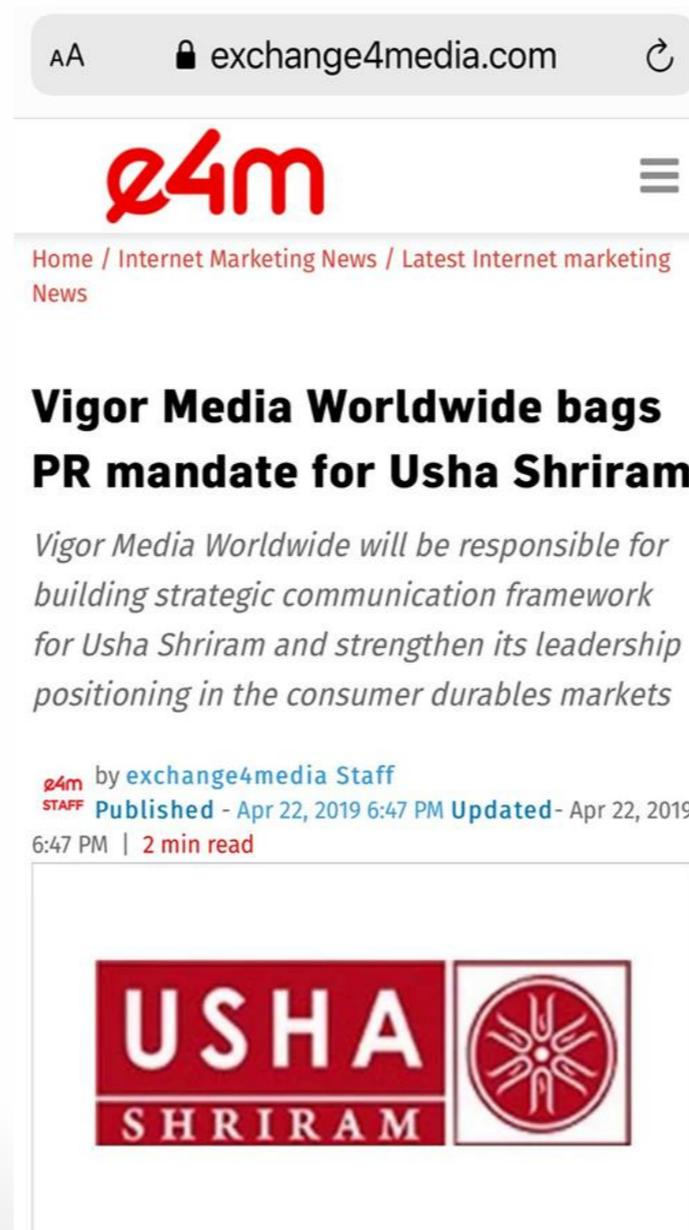 AA exchange4media.com
e4m
Home / Internet Marketing News / Latest Internet marketing
News
Vigor Media Worldwide bags
PR mandate for Usha Shriram
Vigor Media Worldwide will be responsible for
building strategic communication framework
for Usha Shriram and strengthen its leadership
positioning in the consumer durables markets
e4m by exchange4media Staff
STAFF Published - Apr 22, 2019 6:47 PM Updated- Apr 22, 2019
6:47 PM | 2 min read
USHA
SHRIRAM